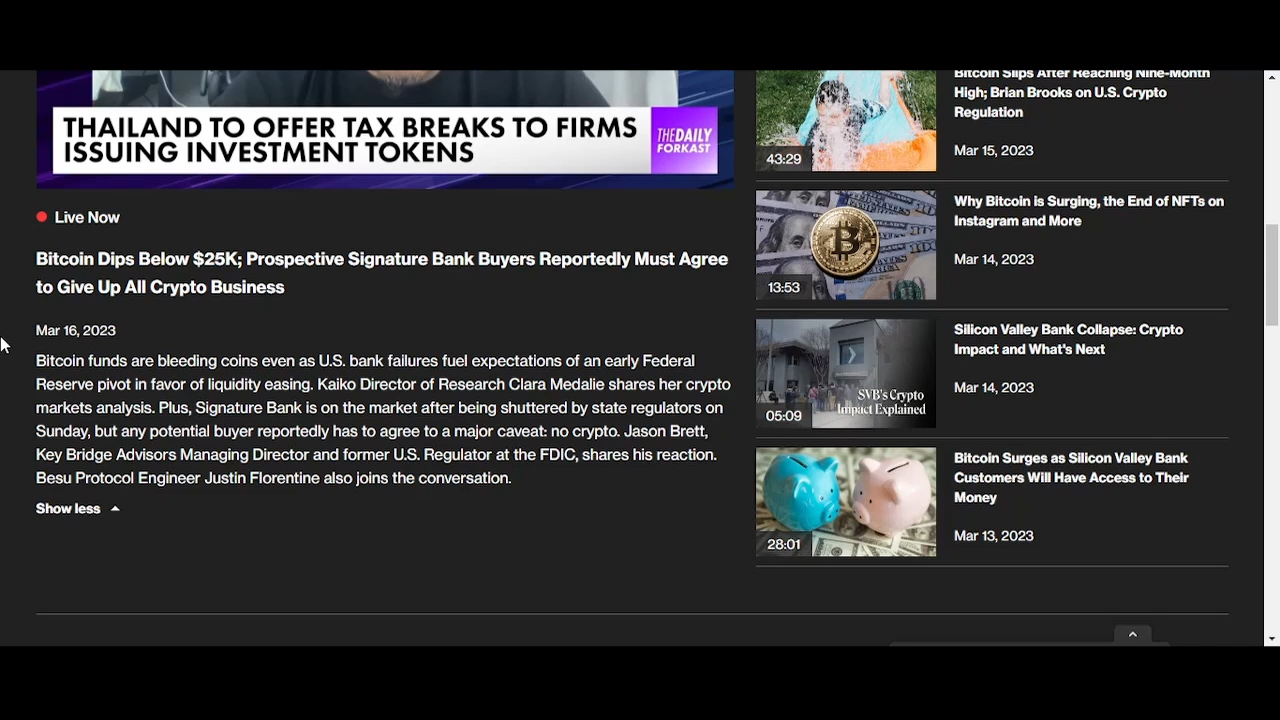 THAILAND TO OFFER TAX BREAKS TO FIRMS
ISSUING INVESTMENT TOKENS
THE DAILY
FORKAST
Live Now
Bitcoin Dips Below $25K; Prospective Signature Bank Buyers Reportedly Must Agree
to Give Up All Crypto Business
Mar 16, 2023
Bitcoin funds are bleeding coins even as U.S. bank failures fuel expectations of an early Federal
Reserve pivot in favor of liquidity easing. Kaiko Director of Research Clara Medalie shares her crypto
markets analysis. Plus, Signature Bank is on the market after being shuttered by state regulators on
Sunday, but any potential buyer reportedly has to agree to a major caveat: no crypto. Jason Brett,
Key Bridge Advisors Managing Director and former U.S. Regulator at the FDIC, shares his reaction.
Besu Protocol Engineer Justin Florentine also joins the conversation.
Show less
43:29
Bitcoin Slips After Reaching Nine-Month
High; Brian Brooks on U.S. Crypto
Regulation
Mar 15, 2023
13:53
Why Bitcoin is Surging, the End of NFTs on
Instagram and More
Mar 14, 2023
SVB's Crypto
Impact Explained
05:09
Silicon Valley Bank Collapse: Crypto
Impact and What's Next
Mar 14, 2023
28:01
Bitcoin Surges as Silicon Valley Bank
Customers Will Have Access to Their
Money
Mar 13, 2023